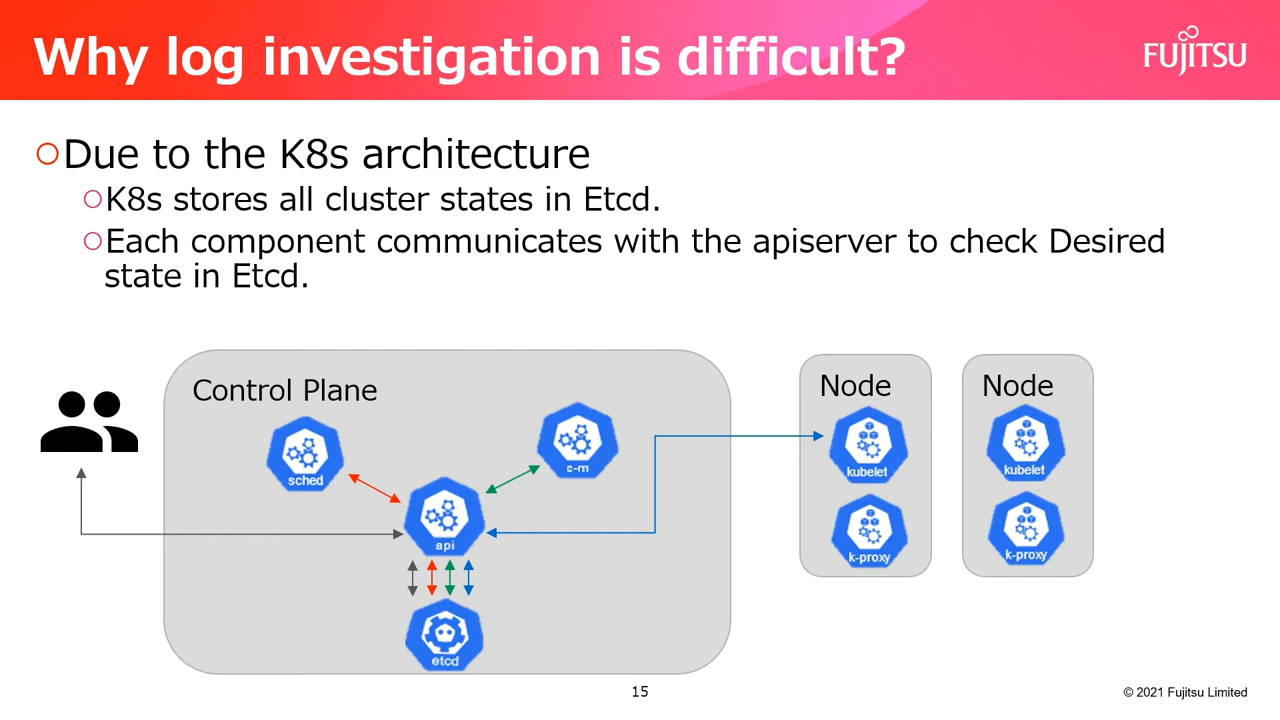 Why log investigation is difficult?
FUJITSU
Due to the K8s architecture
K8s stores all cluster states in Etcd.
Each component communicates with the apiserver to check Desired
state in Etcd.
Control Plane
Node
Node
sched
c-m
kubelet
kubelet
api
k-proxy
k-proxy
etcd
15
© 2021 Fujitsu Limited